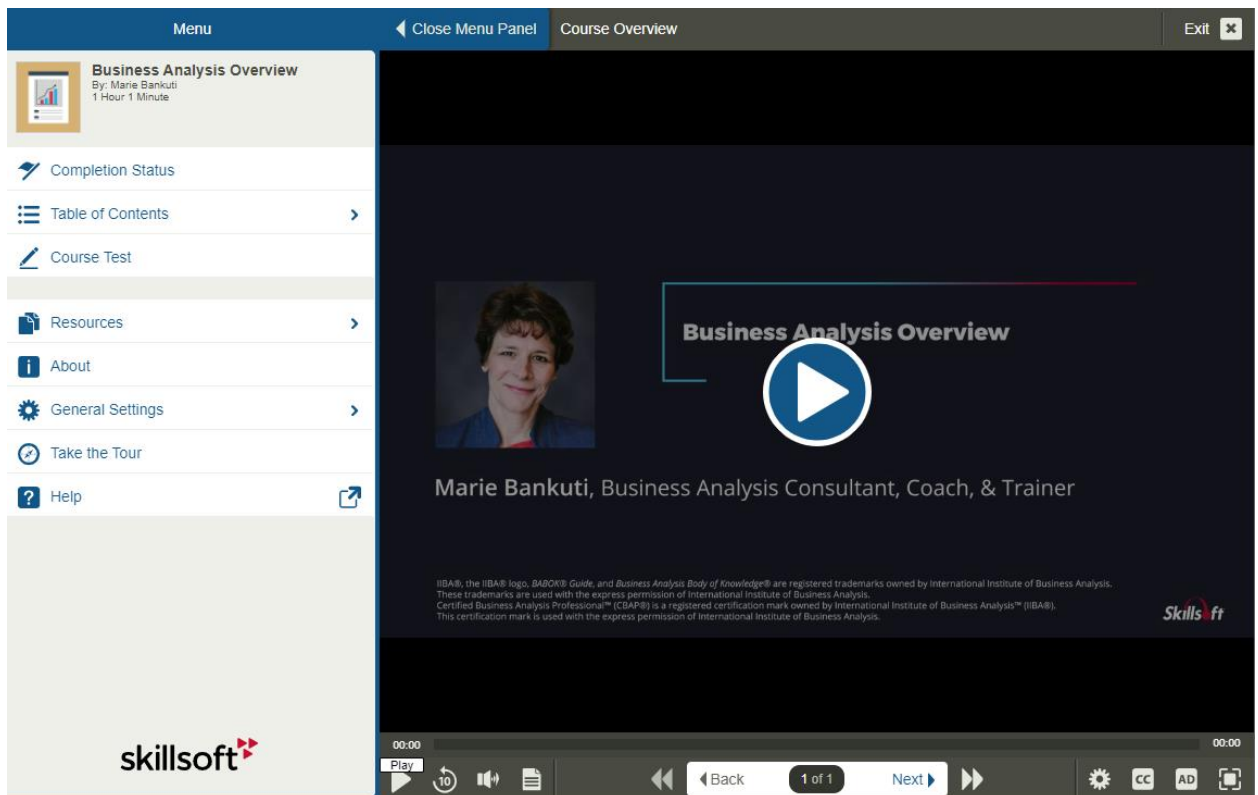 Menu
Close Menu Panel
Course Overview
Exit
Business Analysis Overview
By: Marie Bankuti
1 Hour 1 Minute
Completion Status
Table of Contents
Course Test
Resources
About
General Settings
Take the Tour
Help
skillsoft
Business Analysis Overview
Marie Bankuti, Business Analysis Consultant, Coach, & Trainer
IIBA®, the IIBA® logo, BABOK® Guide, and Business Analysis Body of Knowledge® are registered trademarks owned by International Institute of Business Analysis.
These trademarks are used with the express permission of International Institute of Business Analysis.
Certified Business Analysis Professional™ (CBAP®) is a registered certification mark owned by International Institute of Business Analysis™ (IIBA®).
This certification mark is used with the express permission of International Institute of Business Analysis.
Skillsoft
00:00
00:00
Play
10
Back
1 of 1
Next
CC
AD